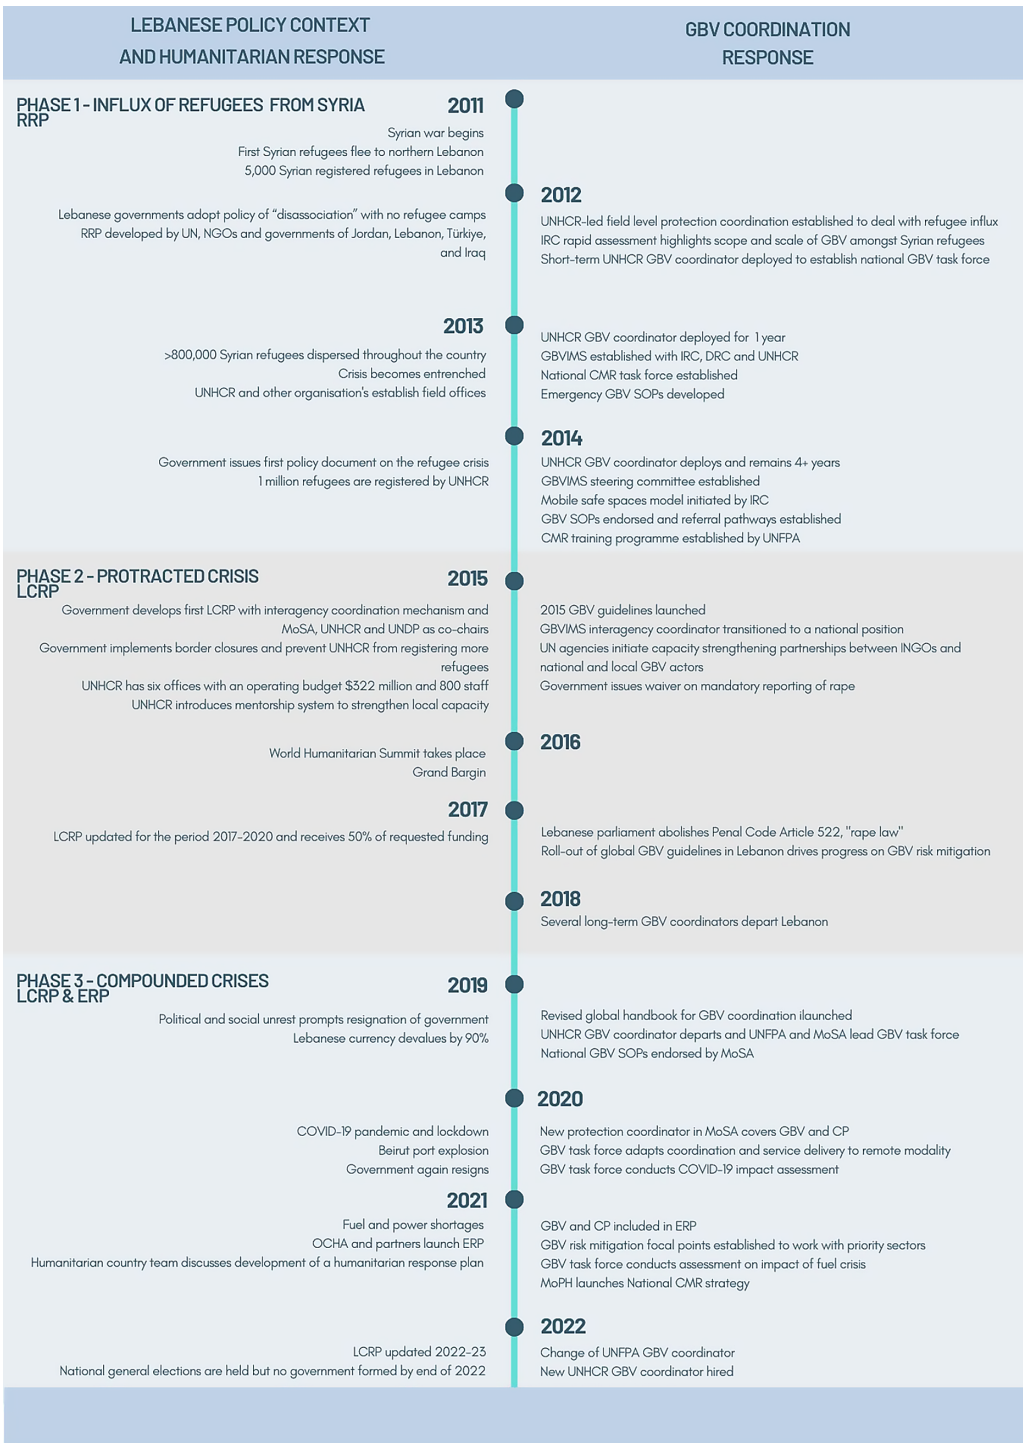 LEBANESE POLICY CONTEXT
AND HUMANITARIAN RESPONSE
GBV COORDINATION
RESPONSE
PHASE 1 - INFLUX OF REFUGEES FROM SYRIA
RRP
2011
Syrian war begins
First Syrian refugees flee to northern Lebanon
5,000 Syrian registered refugees in Lebanon
2012
Lebanese governments adopt policy of “disassociation” with no refugee camps
RRP developed by UN, NGOs and governments of Jordan, Lebanon, Türkiye,
and Iraq
UNHCR-led field level protection coordination established to deal with refugee influx
IRC rapid assessment highlights scope and scale of GBV amongst Syrian refugees
Short-term UNHCR GBV coordinator deployed to establish national GBV task force
2013
>800,000 Syrian refugees dispersed throughout the country
Crisis becomes entrenched
UNHCR and other organisation's establish field offices
UNHCR GBV coordinator deployed for 1 year
GBVIMS established with IRC, DRC and UNHCR
National CMR task force established
Emergency GBV SOPs developed
2014
Government issues first policy document on the refugee crisis
1 million refugees are registered by UNHCR
UNHCR GBV coordinator deploys and remains 4+ years
GBVIMS steering committee established
Mobile safe spaces model initiated by IRC
GBV SOPs endorsed and referral pathways established
CMR training programme established by UNFPA
PHASE 2 - PROTRACTED CRISIS
LCRP
2015
Government develops first LCRP with interagency coordination mechanism and
MoSA, UNHCR and UNDP as co-chairs
Government implements border closures and prevent UNHCR from registering more
refugees
UNHCR has six offices with an operating budget $322 million and 800 staff
UNHCR introduces mentorship system to strengthen local capacity
2015 GBV guidelines launched
GBVIMS interagency coordinator transitioned to a national position
UN agencies initiate capacity strengthening partnerships between INGOs and
national and local GBV actors
Government issues waiver on mandatory reporting of rape
2016
World Humanitarian Summit takes place
Grand Bargin
2017
LCRP updated for the period 2017-2020 and receives 50% of requested funding
Lebanese parliament abolishes Penal Code Article 522, "rape law"
Roll-out of global GBV guidelines in Lebanon drives progress on GBV risk mitigation
2018
Several long-term GBV coordinators depart Lebanon
PHASE 3 - COMPOUNDED CRISES
LCRP & ERP
2019
Political and social unrest prompts resignation of government
Lebanese currency devalues by 90%
Revised global handbook for GBV coordination ilaunched
UNHCR GBV coordinator departs and UNFPA and MoSA lead GBV task force
National GBV SOPs endorsed by MoSA
2020
COVID-19 pandemic and lockdown
Beirut port explosion
Government again resigns
New protection coordinator in MoSA covers GBV and CP
GBV task force adapts coordination and service delivery to remote modality
GBV task force conducts COVID-19 impact assessment
2021
Fuel and power shortages
OCHA and partners launch ERP
Humanitarian country team discusses development of a humanitarian response plan
GBV and CP included in ERP
GBV risk mitigation focal points established to work with priority sectors
GBV task force conducts assessment on impact of fuel crisis
MoPH launches National CMR strategy
2022
LCRP updated 2022-23
National general elections are held but no government formed by end of 2022
Change of UNFPA GBV coordinator
New UNHCR GBV coordinator hired